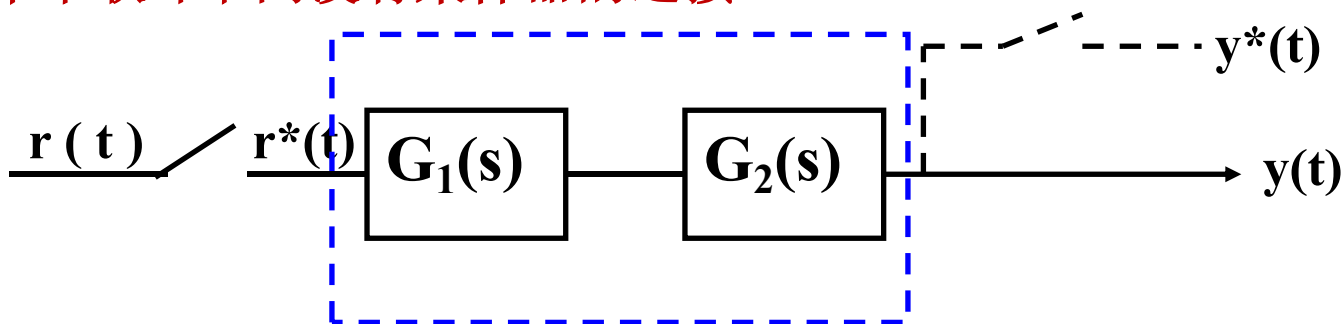 y*(t)
r ( t )
r*(t)
G₁(s)
G₂(s)
y(t)